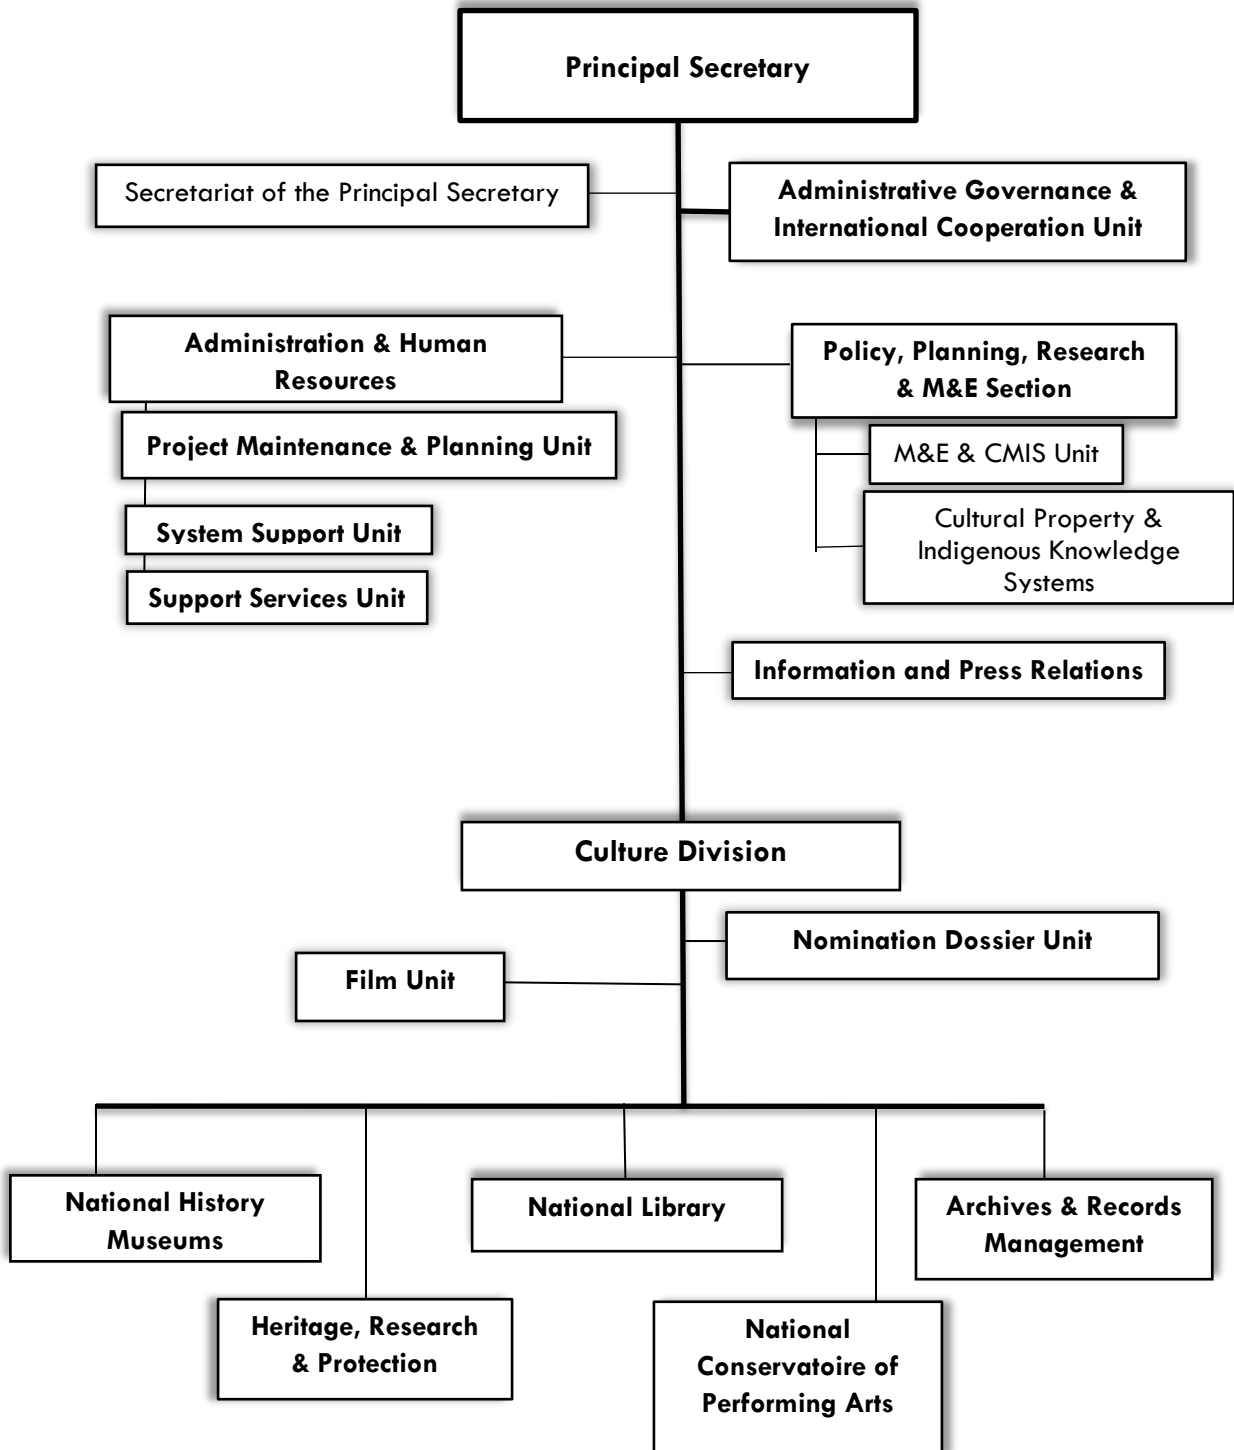 Principal Secretary
Secretariat of the Principal Secretary
Administrative Governance &
International Cooperation Unit
Administration & Human
Resources
Policy, Planning, Research
& M&E Section
Project Maintenance & Planning Unit
M&E & CMIS Unit
System Support Unit
Cultural Property &
Indigenous Knowledge
Systems
Support Services Unit
Information and Press Relations
Culture Division
Nomination Dossier Unit
Film Unit
National History
Museums
National Library
Archives & Records
Management
Heritage, Research
& Protection
National
Conservatoire of
Performing Arts